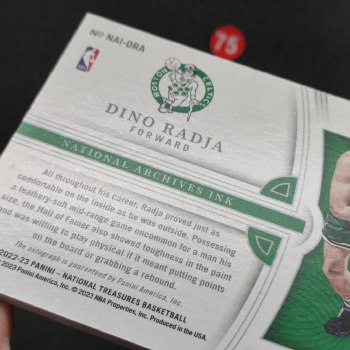 75
Nº NAI-DRA
NBA
BOSTON CELTICS
DINO RADJA
FORWARD
NATIONAL ARCHIVES INK
All throughout his career, Radja proved just as
comfortable on the inside as he was outside. Possessing
a feathery-soft mid-range game uncommon for a man his
size, the Hall of Famer also showed toughness in the paint
and was willing to play physical if it meant putting points
on the board or grabbing a rebound.
The autograph is guaranteed by Panini America, Inc.
2022-23 PANINI – NATIONAL TREASURES BASKETBALL
© 2023 Panini America, Inc.
© 2023 NBA Properties, Inc. Produced in the USA.